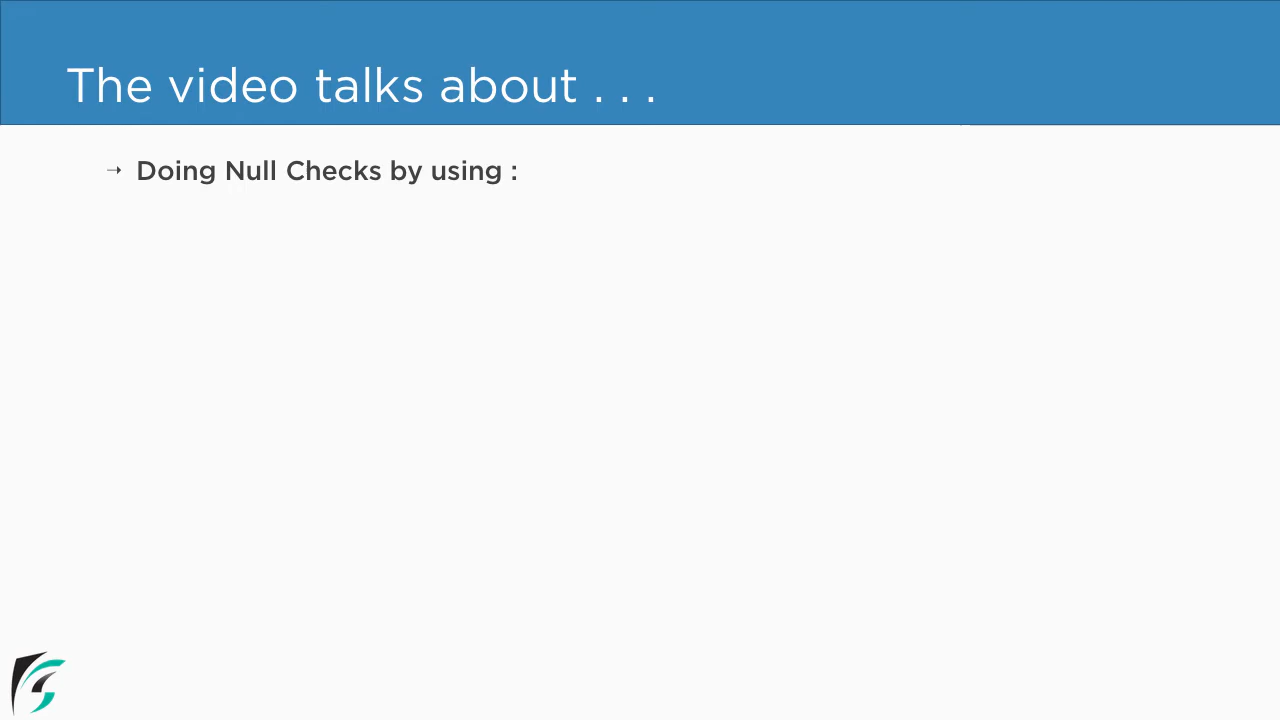 The video talks about . . .
→ Doing Null Checks by using :